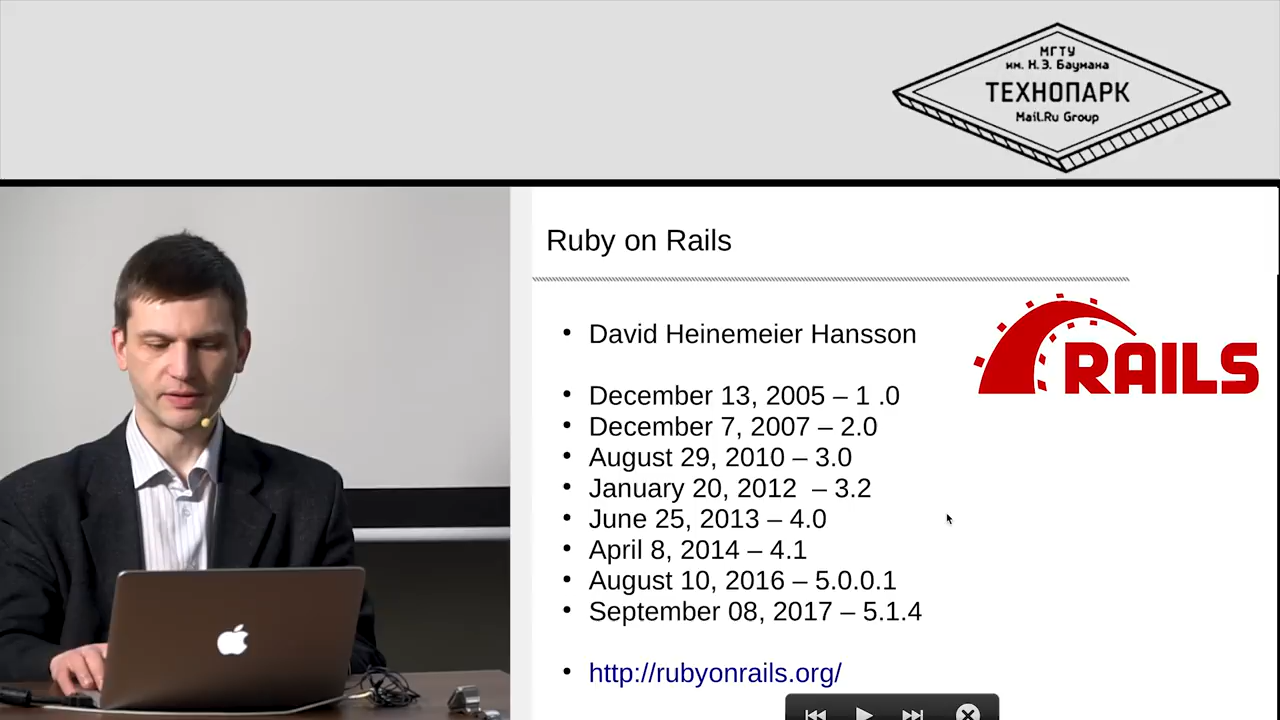 МГТУ
им. Н.Э. Баумана
ТЕХНОПАРК
Mail.Ru Group
Ruby on Rails
David Heinemeier Hansson
RAILS
December 13, 2005 – 1 .0
December 7, 2007 – 2.0
August 29, 2010 – 3.0
January 20, 2012  – 3.2
June 25, 2013 – 4.0
April 8, 2014 – 4.1
August 10, 2016 – 5.0.0.1
September 08, 2017 – 5.1.4
http://rubyonrails.org/